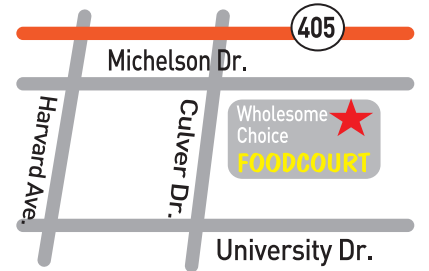 405
Michelson Dr.
Harvard Ave.
Culver Dr.
Wholesome
Choice
FOODCOURT
University Dr.